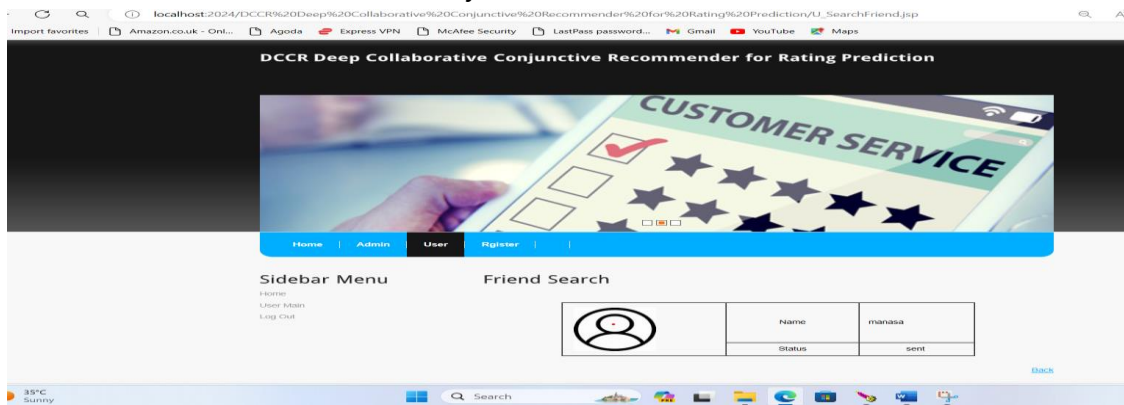 localhost:2024/DCCR%20Deep%20Collaborative%20Conjunctive%20Recommender%20for%20Rating%20Prediction/U_SearchFriend.jsp
Import favorites Amazon.co.uk - Onl... Agoda Express VPN McAfee Security LastPass password... Gmail YouTube Maps
DCCR Deep Collaborative Conjunctive Recommender for Rating Prediction
CUSTOMER SERVICE
Home | Admin | User | Rgister | |
Sidebar Menu
Home
User Main
Log Out
Friend Search
Name manasa
Status sent
Back
35°C
Sunny
Search